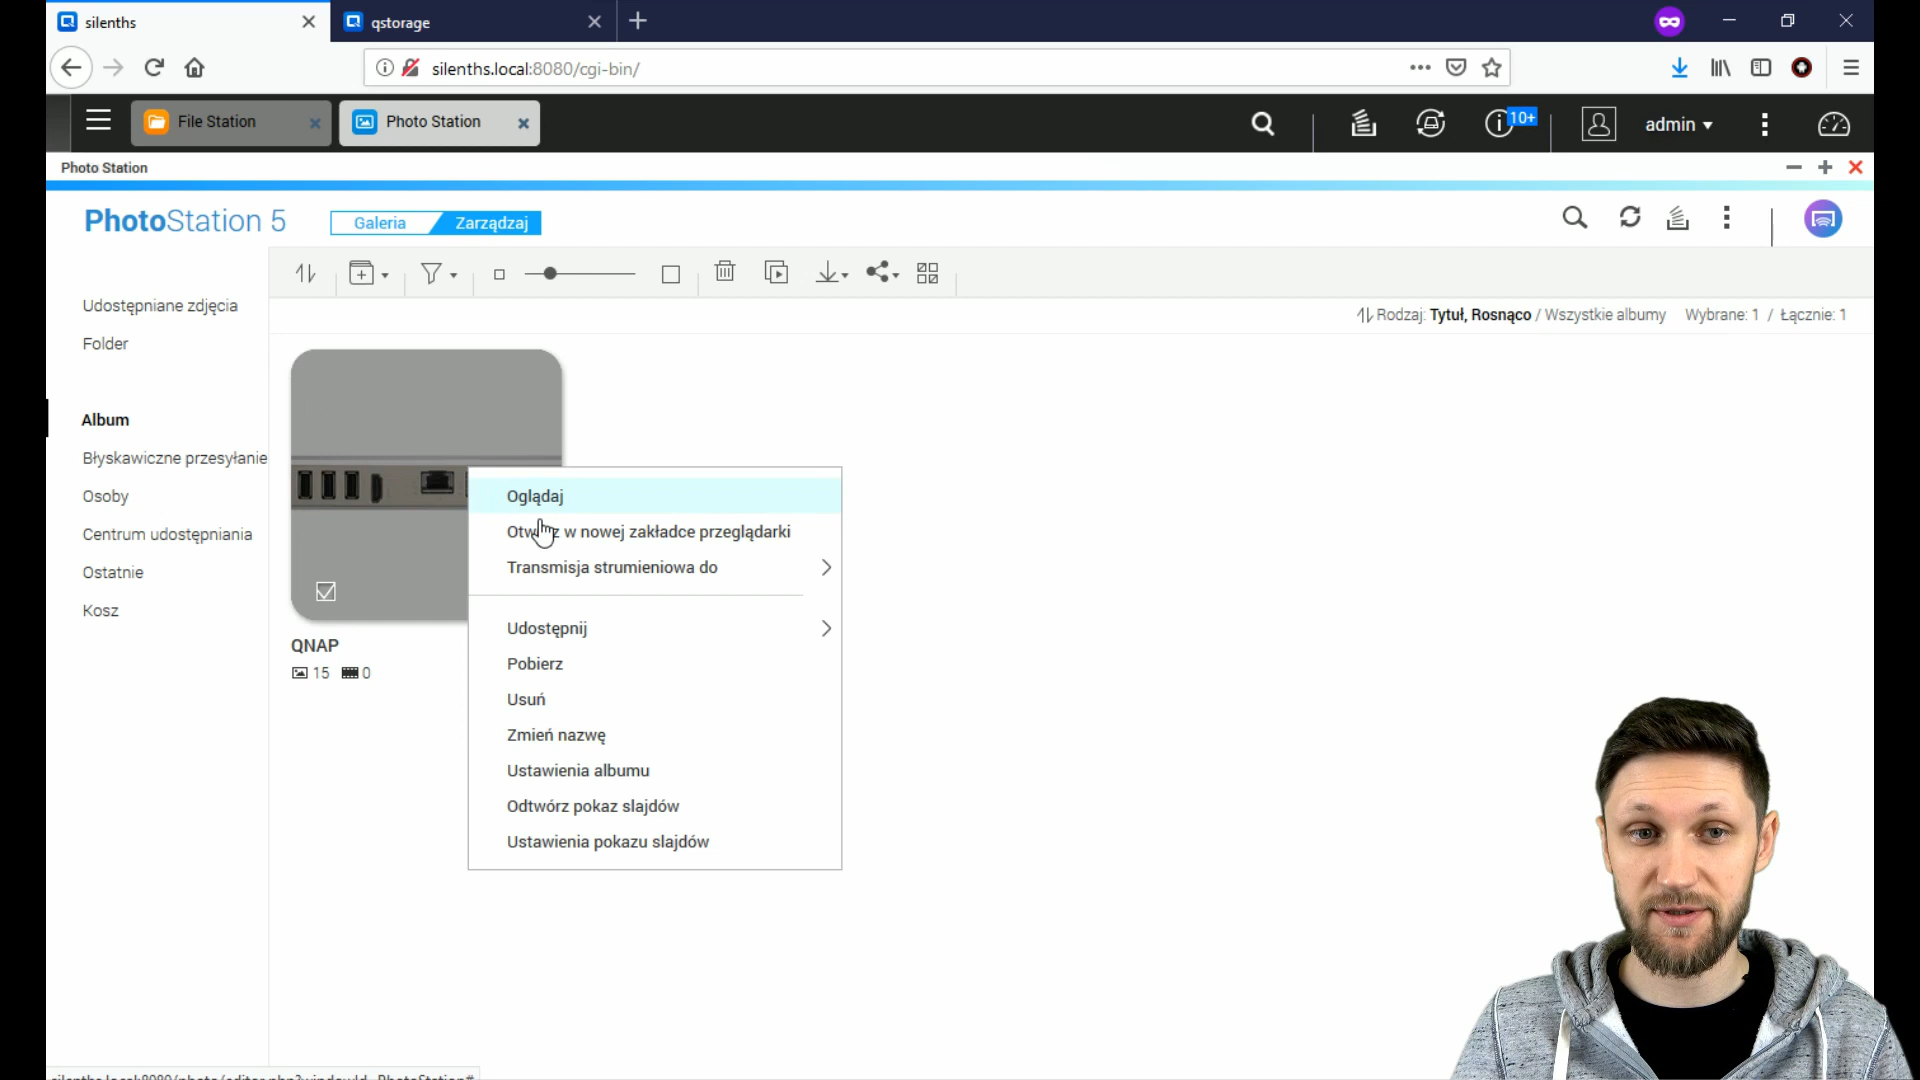 silenths
qstorage
silenths.local:8080/cgi-bin/
File Station
Photo Station
10+
admin
Photo Station
PhotoStation 5
Galeria
Zarządzaj
Rodzaj: Tytuł, Rosnąco / Wszystkie albumy Wybrane: 1 / Łącznie: 1
Udostępniane zdjęcia
Folder
Album
Błyskawiczne przesyłanie
Osoby
Centrum udostępniania
Ostatnie
Kosz
QNAP
15 0
Oglądaj
w nowej zakładce przeglądarki
Transmisja strumieniowa do
Udostępnij
Pobierz
Usuń
Zmień nazwę
Ustawienia albumu
Odtwórz pokaz slajdów
Ustawienia pokazu slajdów